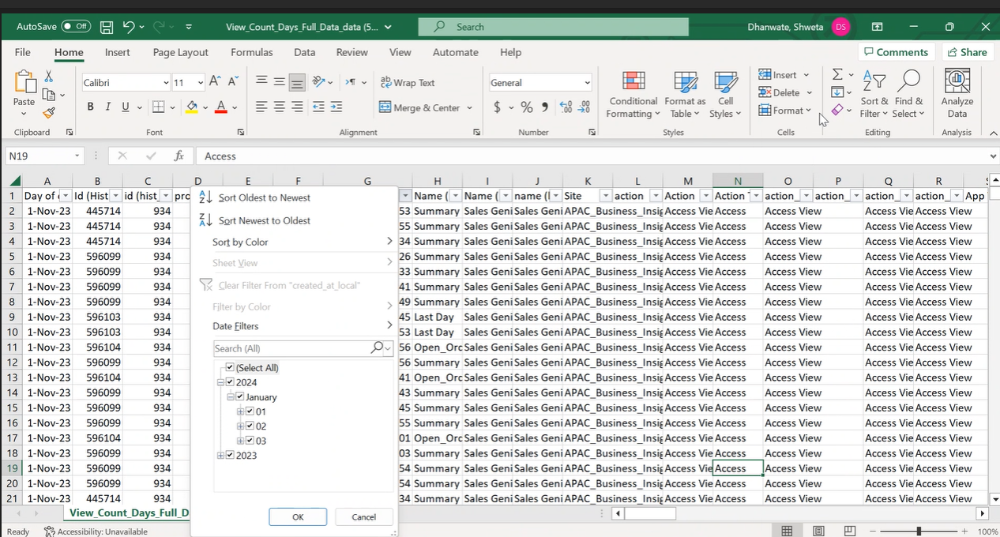 AutoSave Off View_Count_Days_Full_Data_data (5... Search Dhanwate, Shweta DS
File Home Insert Page Layout Formulas Data Review View Automate Help Comments Share
Calibri 11 Wrap Text General Insert
Paste B I U Merge & Center $ % Conditional Formatting Format as Table Cell Styles Delete Format Sort & Filter Find & Select Analyze Data
Clipboard Font Alignment Number Styles Cells Editing Analysis
N19 fx Access
A B C D E F G H I J K L M N O P Q R
1 Day of Id (Hist id (hist_ pro Name ( Name ( name (l Site action Action Action T action_ action_ action_ action_ App
2 1-Nov-23 445714 934 53 Summary Sales Geni Sales Geni APAC_Business_Insig Access Vie Access Access View Access Vie Access View
3 1-Nov-23 445714 934 55 Summary Sales Geni Sales Geni APAC_Business_Insig Access Vie Access Access View Access Vie Access View
4 1-Nov-23 445714 934 34 Summary Sales Geni Sales Geni APAC_Business_Insig Access Vie Access Access View Access Vie Access View
5 1-Nov-23 596099 934 26 Summary Sales Geni Sales Geni APAC_Business_Insig Access Vie Access Access View Access Vie Access View
6 1-Nov-23 596099 934 33 Summary Sales Geni Sales Geni APAC_Business_Insig Access Vie Access Access View Access Vie Access View
7 1-Nov-23 596099 934 41 Summary Sales Geni Sales Geni APAC_Business_Insig Access Vie Access Access View Access Vie Access View
8 1-Nov-23 596099 934 49 Summary Sales Geni Sales Geni APAC_Business_Insig Access Vie Access Access View Access Vie Access View
9 1-Nov-23 596103 934 45 Last Day Sales Geni Sales Geni APAC_Business_Insig Access Vie Access Access View Access Vie Access View
10 1-Nov-23 596103 934 53 Last Day Sales Geni Sales Geni APAC_Business_Insig Access Vie Access Access View Access Vie Access View
11 1-Nov-23 596104 934 56 Open_Orc Sales Geni Sales Geni APAC_Business_Insig Access Vie Access Access View Access Vie Access View
12 1-Nov-23 596099 934 56 Summary Sales Geni Sales Geni APAC_Business_Insig Access Vie Access Access View Access Vie Access View
13 1-Nov-23 596104 934 41 Open_Orc Sales Geni Sales Geni APAC_Business_Insig Access Vie Access Access View Access Vie Access View
14 1-Nov-23 596099 934 43 Summary Sales Geni Sales Geni APAC_Business_Insig Access Vie Access Access View Access Vie Access View
15 1-Nov-23 596099 934 45 Summary Sales Geni Sales Geni APAC_Business_Insig Access Vie Access Access View Access Vie Access View
16 1-Nov-23 596099 934 55 Summary Sales Geni Sales Geni APAC_Business_Insig Access Vie Access Access View Access Vie Access View
17 1-Nov-23 596104 934 01 Open_Orc Sales Geni Sales Geni APAC_Business_Insig Access Vie Access Access View Access Vie Access View
18 1-Nov-23 596099 934 03 Summary Sales Geni Sales Geni APAC_Business_Insig Access Vie Access Access View Access Vie Access View
19 1-Nov-23 596099 934 54 Summary Sales Geni Sales Geni APAC_Business_Insig Access Vie Access Access View Access Vie Access View
20 1-Nov-23 596099 934 54 Summary Sales Geni Sales Geni APAC_Business_Insig Access Vie Access Access View Access Vie Access View
21 1-Nov-23 445714 934 34 Summary Sales Geni Sales Geni APAC_Business_Insig Access Vie Access Access View Access Vie Access View
Sort Oldest to Newest
Sort Newest to Oldest
Sort by Color
Sheet View
Clear Filter From "created_at_local"
Filter by Color
Date Filters
Search (All)
(Select All)
2024
January
01
02
03
2023
OK Cancel
View_Count_Days_Full_D
Ready Accessibility: Unavailable 100%